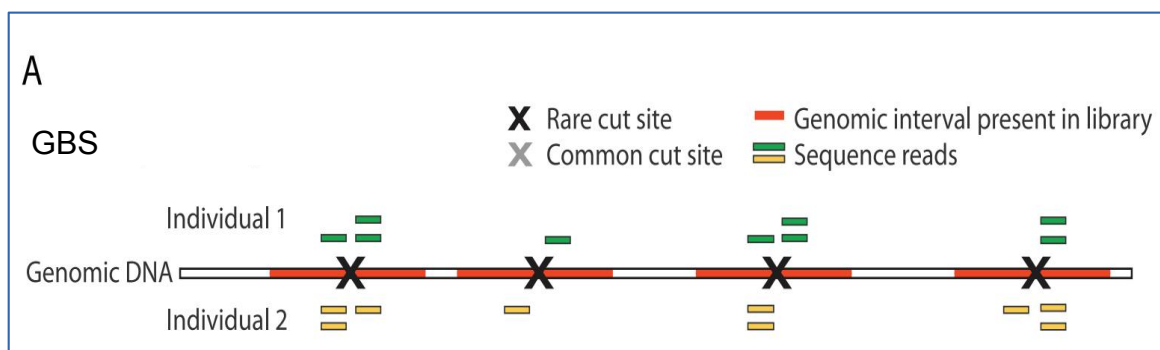 A
GBS
Rare cut site
Genomic interval present in library
Common cut site
Sequence reads
Individual 1
Genomic DNA
Individual 2